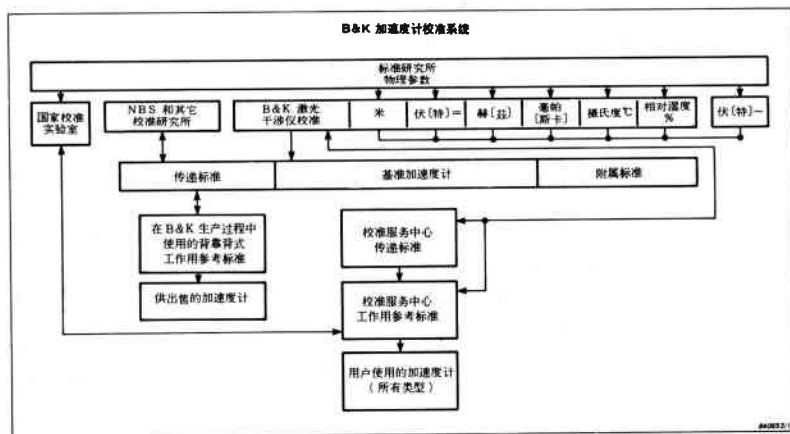 B&K 加速度计校准系统
标准研究所
物理参数
国家校准
实验室
NBS 和其它
校准研究所
B&K 激光
干涉仪校准
米
伏〔特〕=
赫〔兹〕
毫帕
〔斯卡〕
摄氏度℃
相对湿度
%
伏〔特〕~
传递标准
基准加速度计
附属标准
在 B&K 生产过程中
使用的背靠背式
工作用参考标准
校准服务中心
传递标准
供出售的加速度计
校准服务中心
工作用参考标准
用户使用的加速度计
(所有类型)